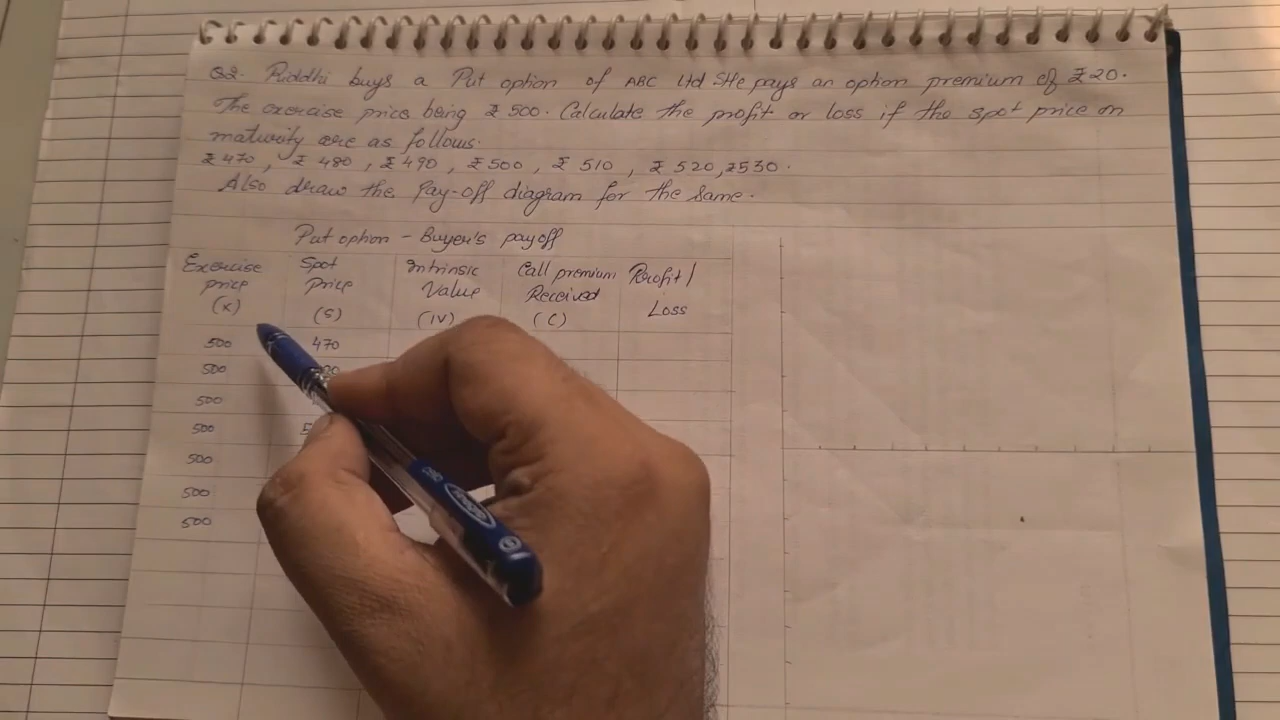 Q2. Riddhi buys a Put option of ABC Ltd SHe pays an option premium of ₹20.
The exercise price being ₹500. Calculate the profit or loss if the spot price on
maturity are as follows.
₹470, ₹480, ₹490, ₹500, ₹510, ₹520, ₹530.
Also draw the Pay-off diagram for the same.
Put option - Buyer's payoff
Exercise price (X) Spot Price (S) Intrinsic Value (IV) Call premium Received (C) Profit/ Loss
500 470
500
500
500
500
500
500